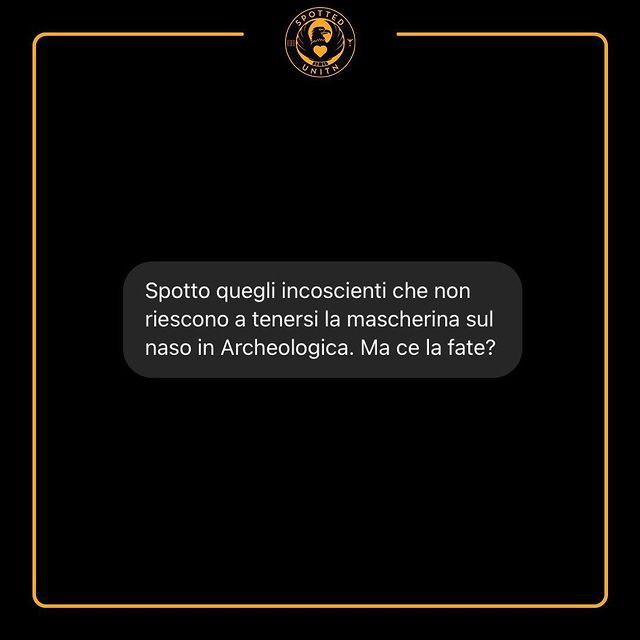 SPOTTED
UNITN
Spotto quegli incoscienti che non
riescono a tenersi la mascherina sul
naso in Archeologica. Ma ce la fate?